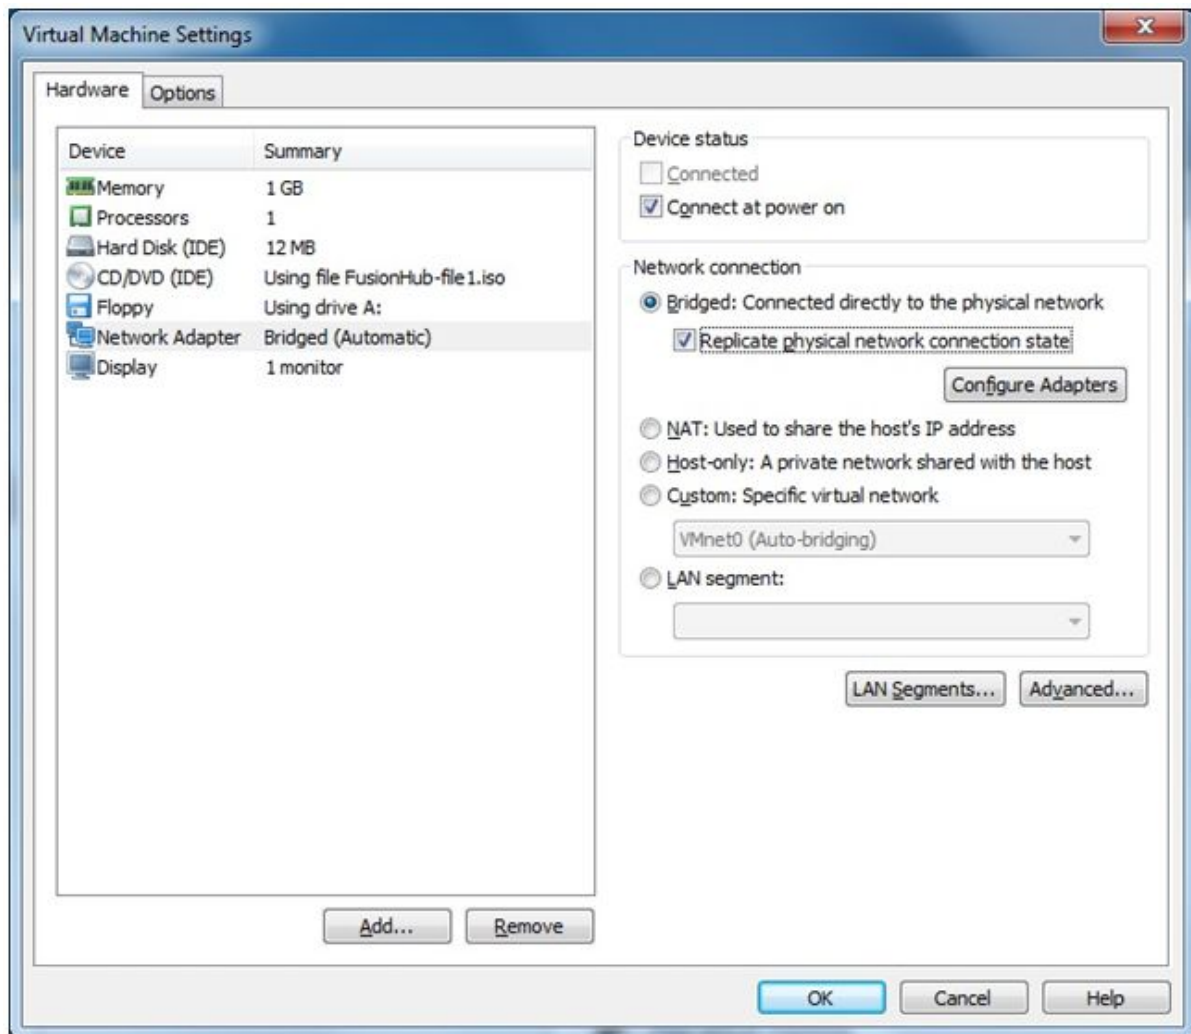 Virtual Machine Settings
Hardware Options
Device Summary
Memory 1 GB
Processors 1
Hard Disk (IDE) 12 MB
CD/DVD (IDE) Using file FusionHub-file1.iso
Floppy Using drive A:
Network Adapter Bridged (Automatic)
Display 1 monitor
Add... Remove
Device status
Connected
Connect at power on
Network connection
Bridged: Connected directly to the physical network
Replicate physical network connection state
Configure Adapters
NAT: Used to share the host's IP address
Host-only: A private network shared with the host
Custom: Specific virtual network
VMnet0 (Auto-bridging)
LAN segment:
LAN Segments... Advanced...
OK Cancel Help